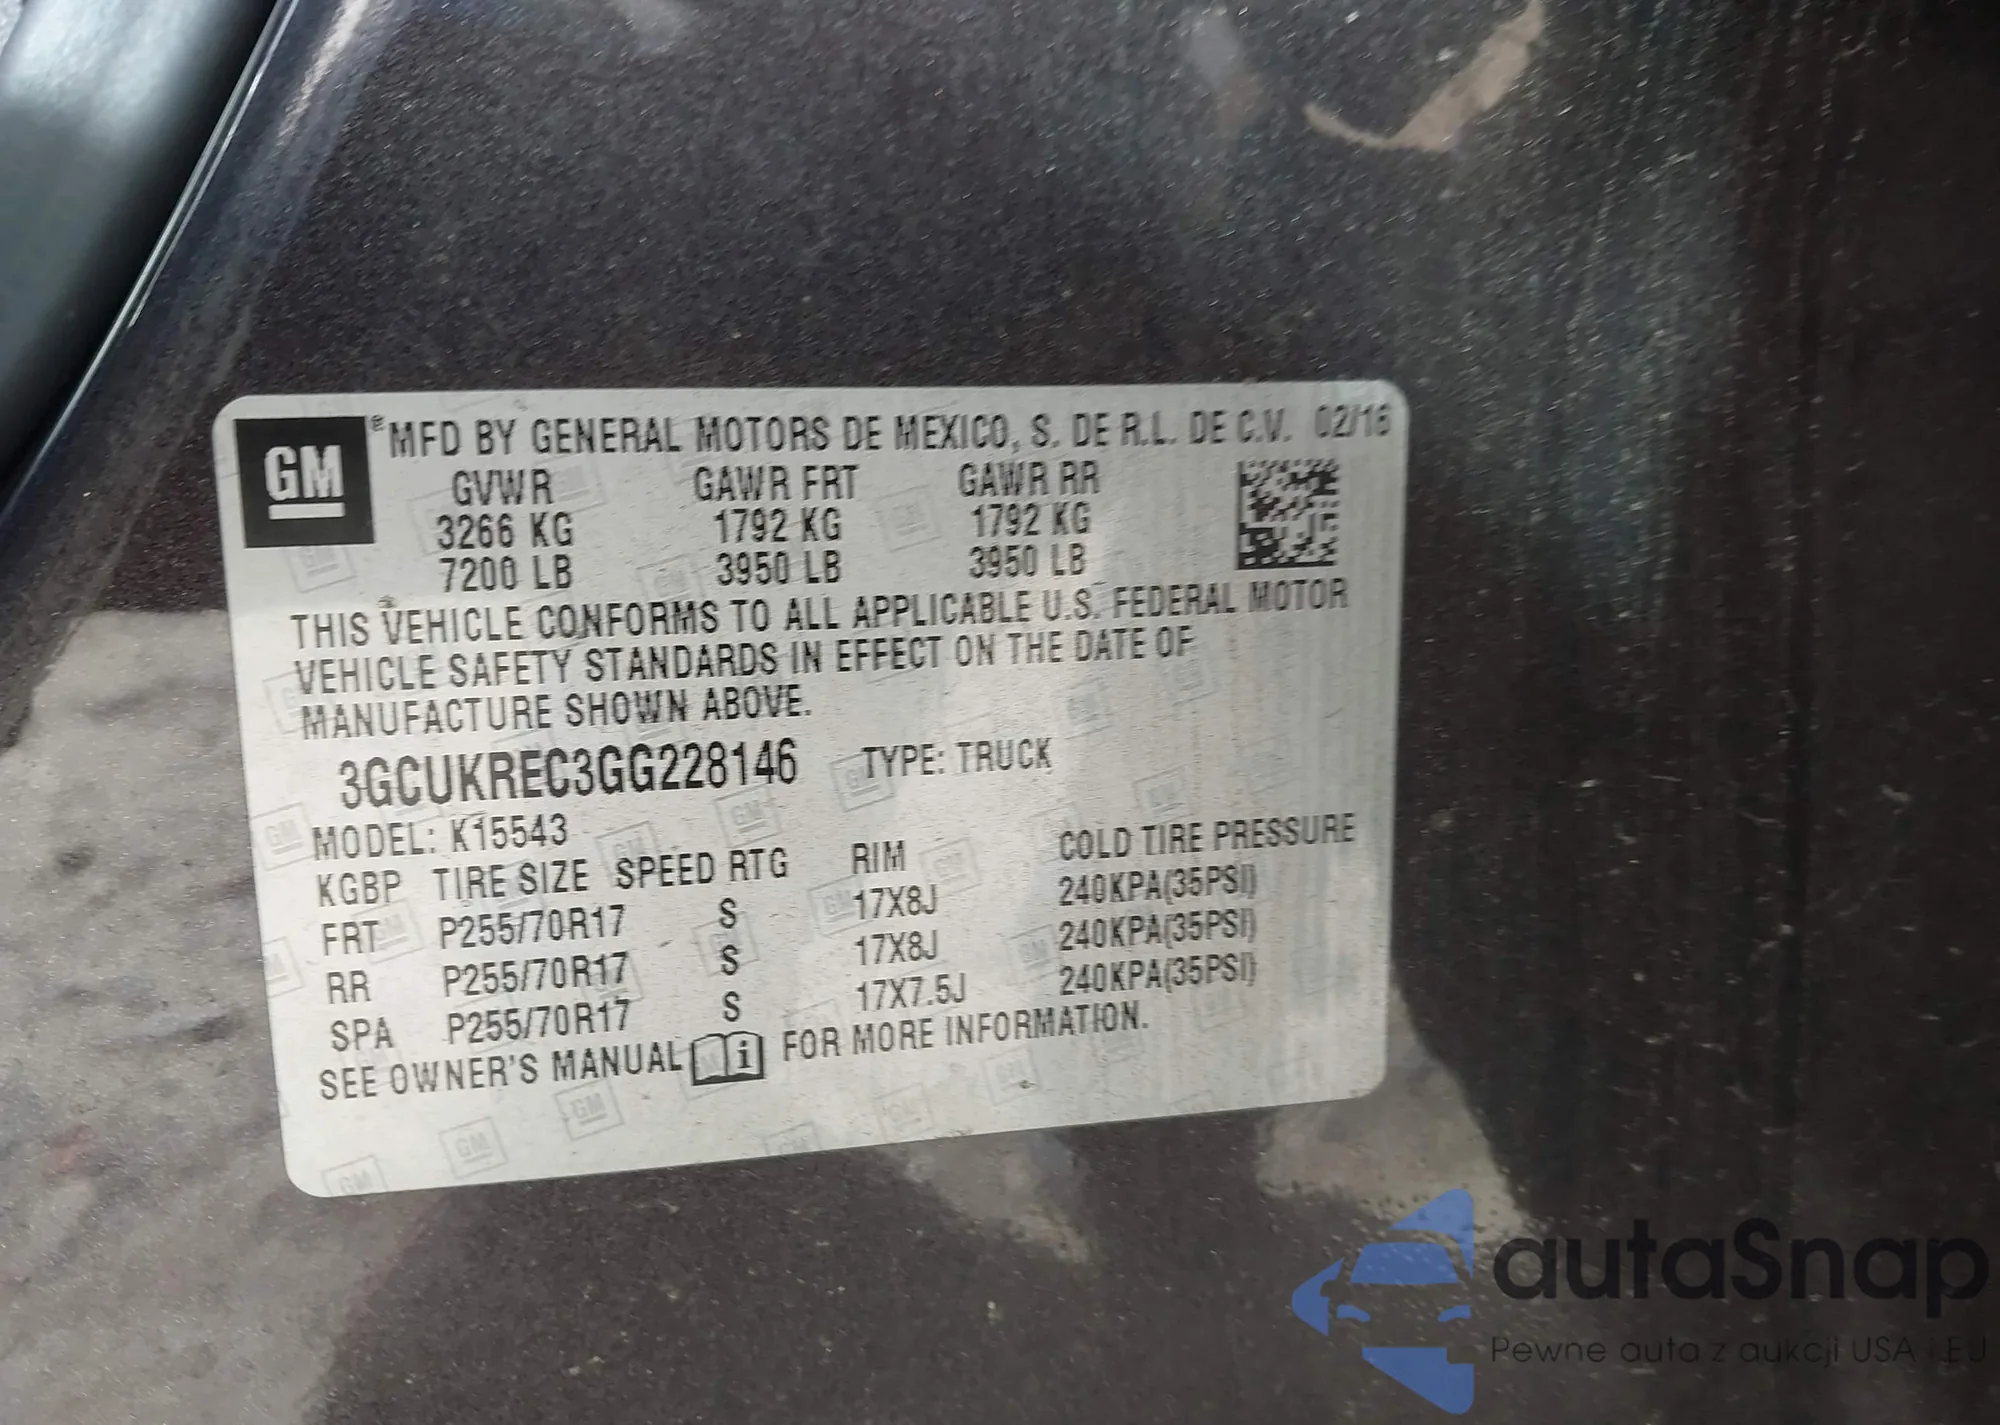 GM
® MFD BY GENERAL MOTORS DE MEXICO, S. DE R.L. DE C.V. 02/16
GVWR GAWR FRT GAWR RR
3266 KG 1792 KG 1792 KG
7200 LB 3950 LB 3950 LB
THIS VEHICLE CONFORMS TO ALL APPLICABLE U.S. FEDERAL MOTOR
VEHICLE SAFETY STANDARDS IN EFFECT ON THE DATE OF
MANUFACTURE SHOWN ABOVE.
3GCUKREC3GG228146 TYPE: TRUCK
MODEL: K15543
KGBP TIRE SIZE SPEED RTG RIM COLD TIRE PRESSURE
FRT P255/70R17 S 17X8J 240KPA(35PSI)
RR P255/70R17 S 17X8J 240KPA(35PSI)
SPA P255/70R17 S 17X7.5J 240KPA(35PSI)
SEE OWNER'S MANUAL i FOR MORE INFORMATION.
autaSnap
Pewne auta z aukcji USA i EU